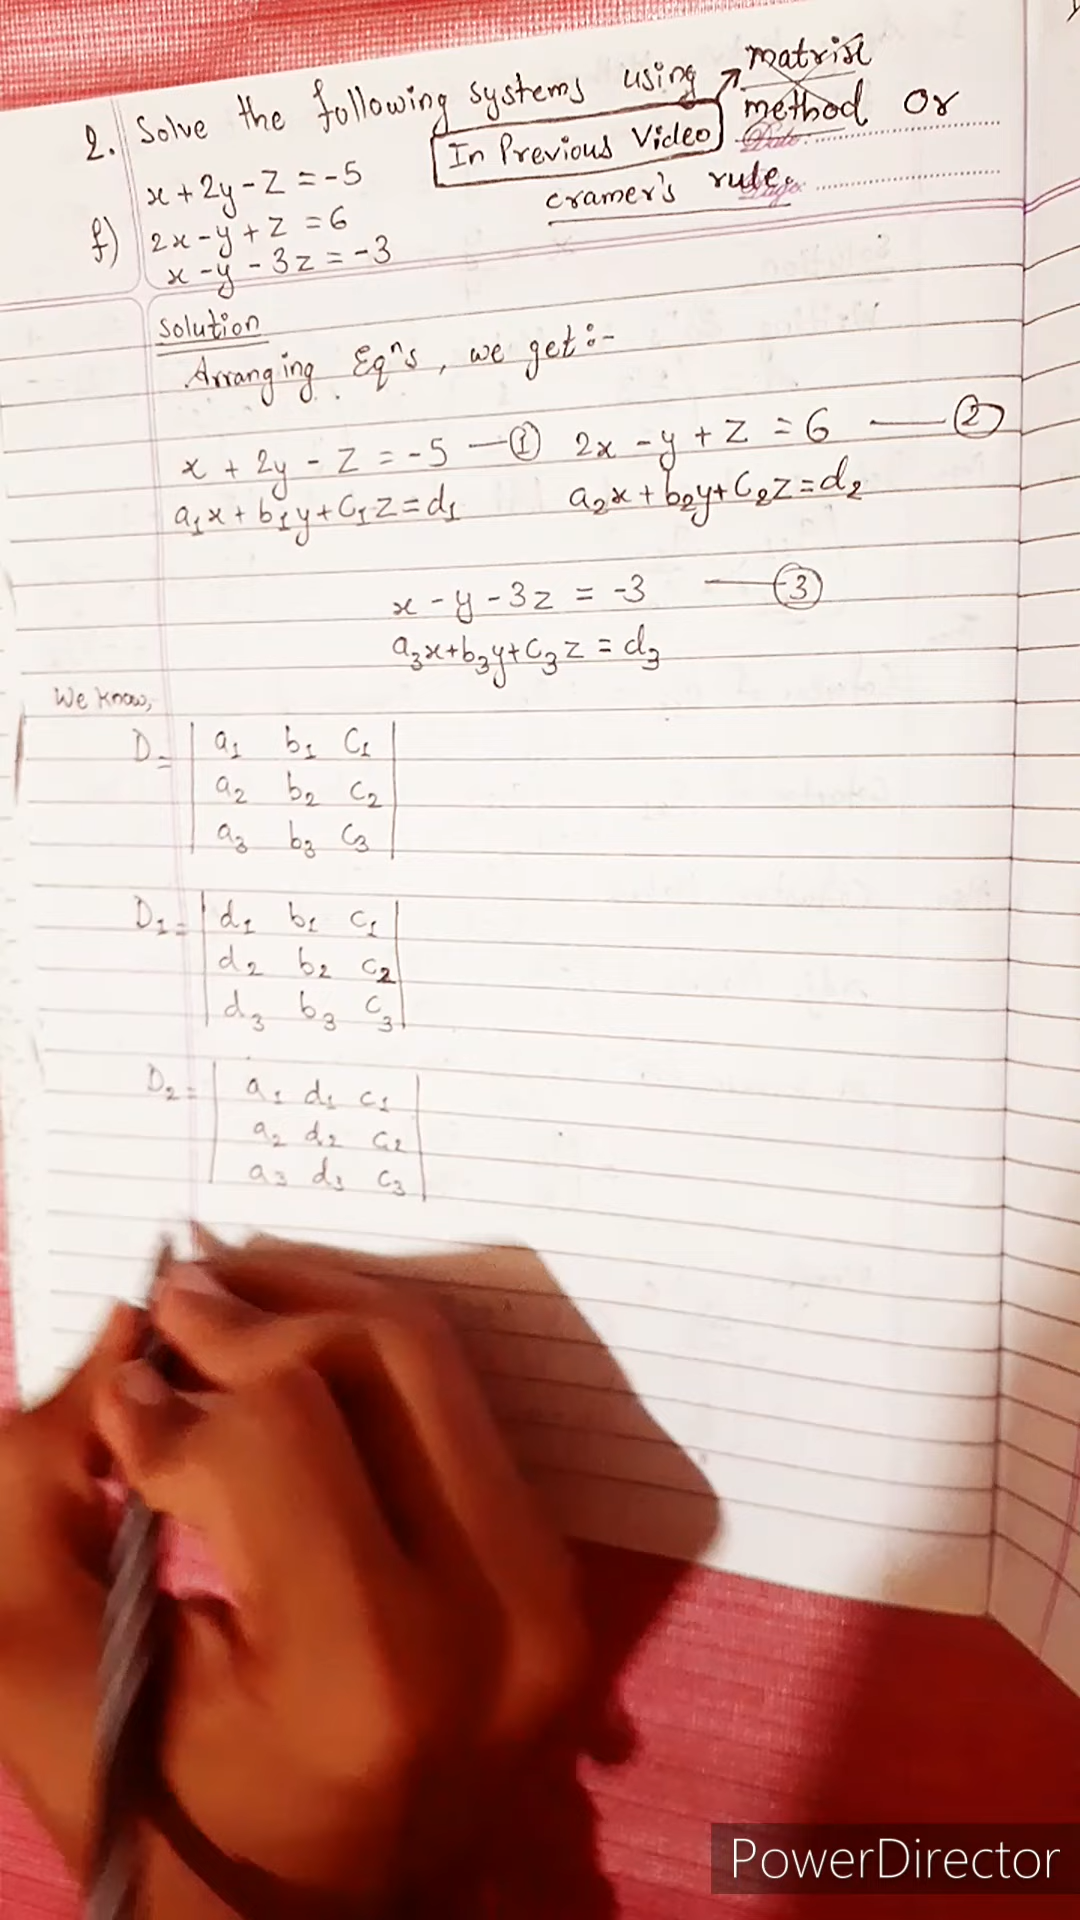 2. Solve the following systems using matrix
In Previous Video method or
cramer's rule.
f) x + 2y - z = -5
2x - y + z = 6
x - y - 3z = -3
Solution
Arranging Eqⁿs, we get :-
x + 2y - z = -5 — ① 2x - y + z = 6 — ②
a₁x + b₁y + c₁z = d₁ a₂x + b₂y + c₂z = d₂
x - y - 3z = -3 — ③
a₃x + b₃y + c₃z = d₃
We know,
D = | a₁ b₁ c₁ |
| a₂ b₂ c₂ |
| a₃ b₃ c₃ |
D₁ = | d₁ b₁ c₁ |
| d₂ b₂ c₂ |
| d₃ b₃ c₃ |
D₂ = | a₁ d₁ c₁ |
| a₂ d₂ c₂ |
| a₃ d₃ c₃ |
PowerDirector